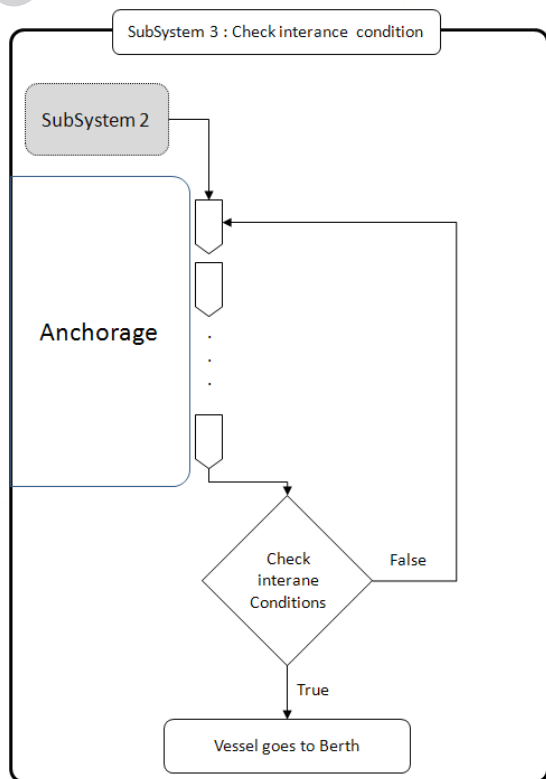 SubSystem 3 : Check interance condition
SubSystem 2
Anchorage
.
.
.
Check
interane
Conditions
False
True
Vessel goes to Berth